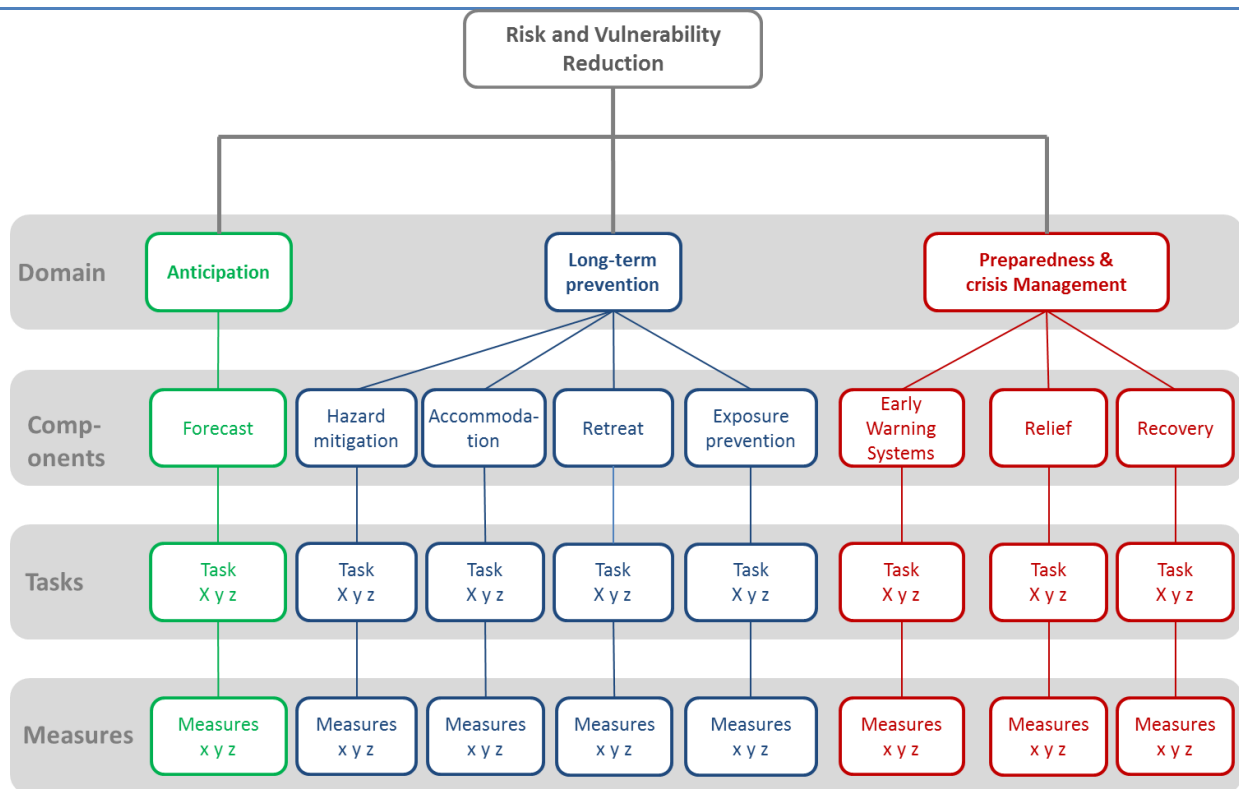 Risk and Vulnerability
Reduction
Domain
Anticipation
Long-term
prevention
Preparedness &
crisis Management
Comp-
onents
Forecast
Hazard
mitigation
Accommoda-
tion
Retreat
Exposure
prevention
Early
Warning
Systems
Relief
Recovery
Tasks
Task
X y z
Task
X y z
Task
X y z
Task
X y z
Task
X y z
Task
X y z
Task
X y z
Task
X y z
Measures
Measures
x y z
Measures
x y z
Measures
x y z
Measures
x y z
Measures
x y z
Measures
x y z
Measures
x y z
Measures
x y z